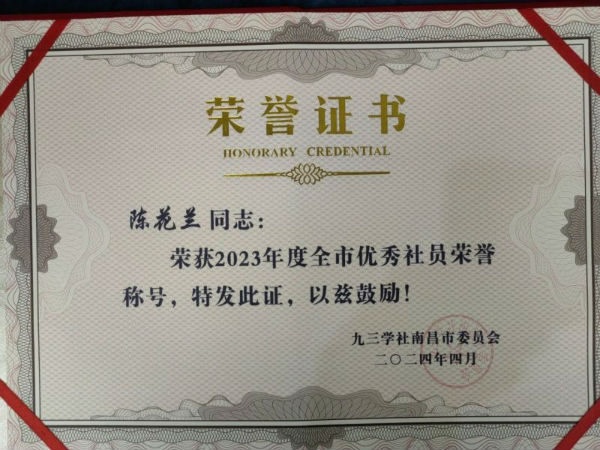 荣誉证书
HONORARY CREDENTIAL
陈花兰 同志：
荣获2023年度全市优秀社员荣誉
称号，特发此证，以兹鼓励！
九三学社南昌市委员会
二〇二四年四月